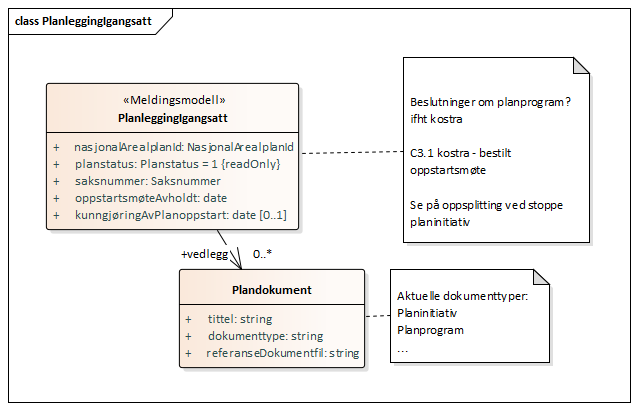 class PlanleggingIgangsatt
«Meldingsmodell»
PlanleggingIgangsatt
+ nasjonalArealplanId: NasjonalArealplanId
+ planstatus: Planstatus = 1 {readOnly}
+ saksnummer: Saksnummer
+ oppstartsmøteAvholdt: date
+ kunngjøringAvPlanoppstart: date [0..1]
Beslutninger om planprogram?
ifht kostra
C3.1 kostra - bestilt
oppstartsmøte
Se på oppsplitting ved stoppe
planinitiativ
+vedlegg 0..*
Plandokument
+ tittel: string
+ dokumenttype: string
+ referanseDokumentfil: string
Aktuelle dokumenttyper:
Planinitiativ
Planprogram
...